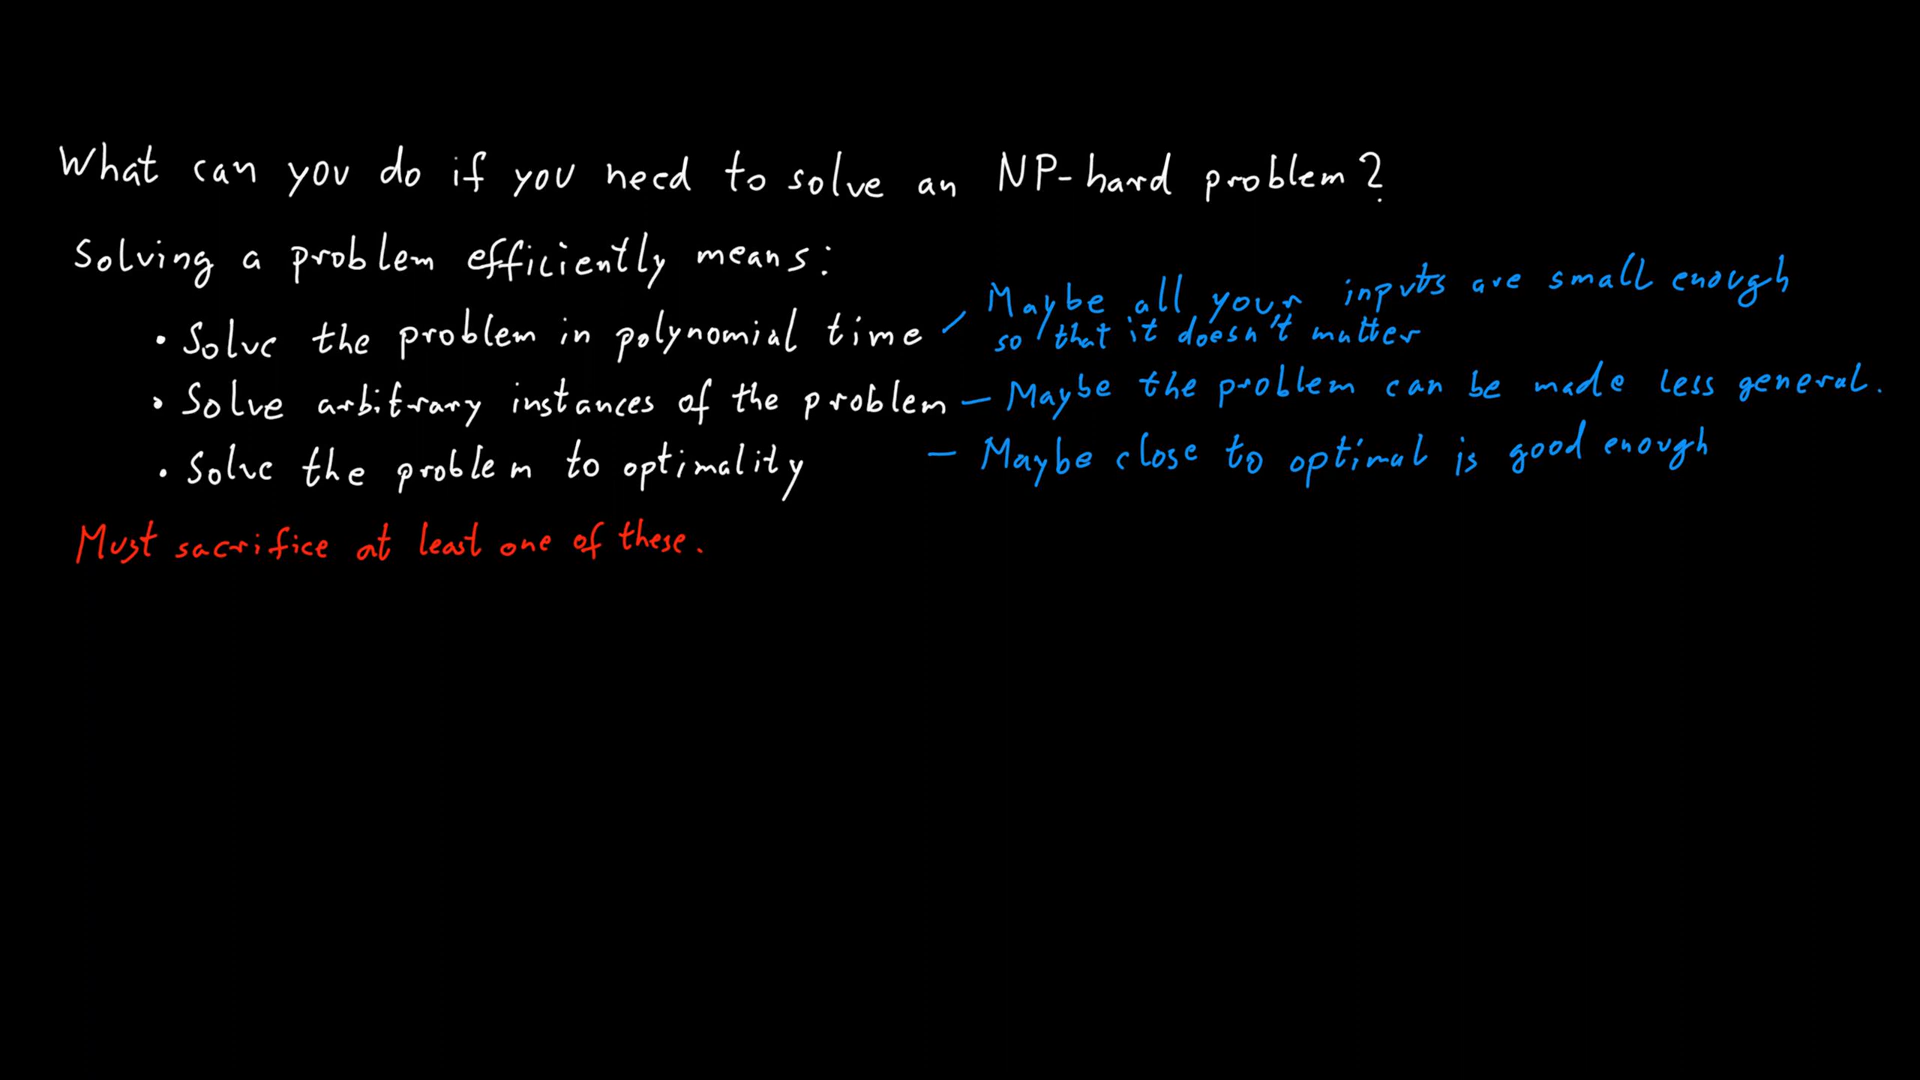 What can you do if you need to solve an NP-hard problem?
Solving a problem efficiently means:
• Solve the problem in polynomial time
– Maybe all your inputs are small enough
so that it doesn't matter
• Solve arbitrary instances of the problem – Maybe the problem can be made less general.
• Solve the problem to optimality – Maybe close to optimal is good enough
Must sacrifice at least one of these.